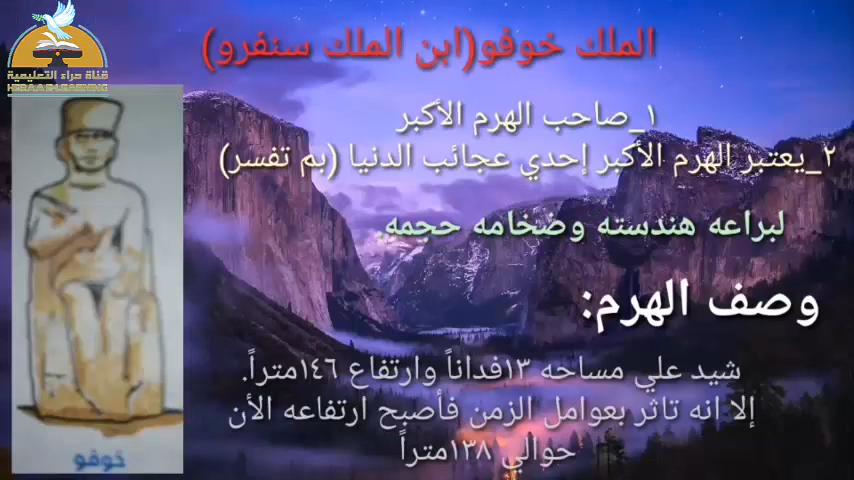 قناة حراء التعليمية
HERAA E-LEARNING
الملك خوفو(ابن الملك سنفرو)
١_صاحب الهرم الأكبر
٢_يعتبر الهرم الأكبر إحدي عجائب الدنيا (بم تفسر)
لبراعه هندسته وضخامه حجمه.
وصف الهرم:
شيد علي مساحه ١٣فداناً وارتفاع ١٤٦متراً.
إلا انه تاثر بعوامل الزمن فأصبح ارتفاعه الأن
حوالي ١٣٨متراً
خوفو